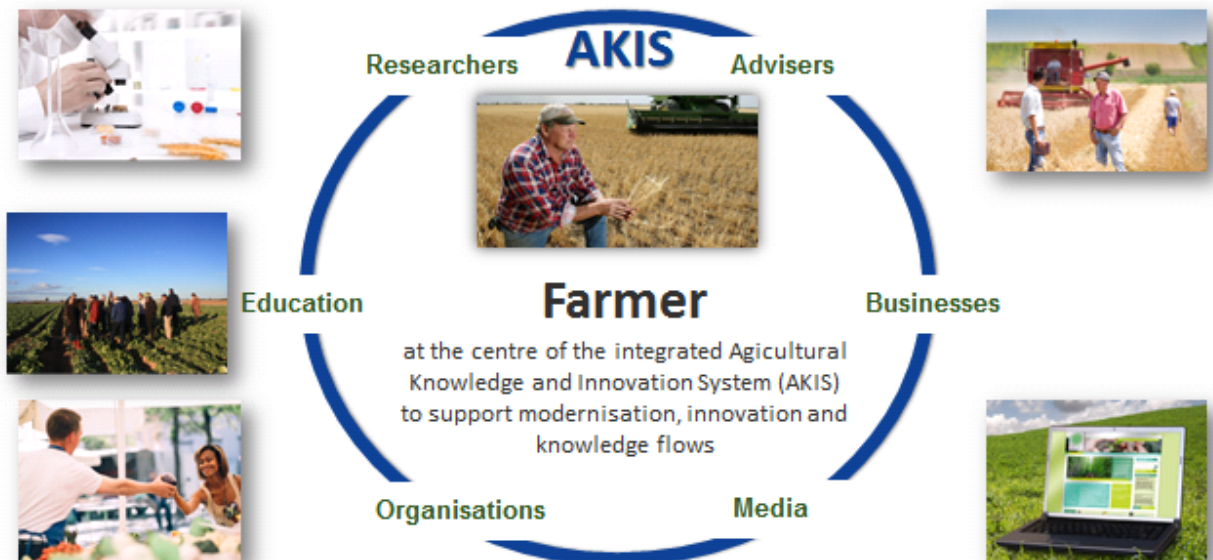 AKIS
Researchers
Advisers
Education
Farmer
Businesses
at the centre of the integrated Agicultural
Knowledge and Innovation System (AKIS)
to support modernisation, innovation and
knowledge flows
Organisations
Media